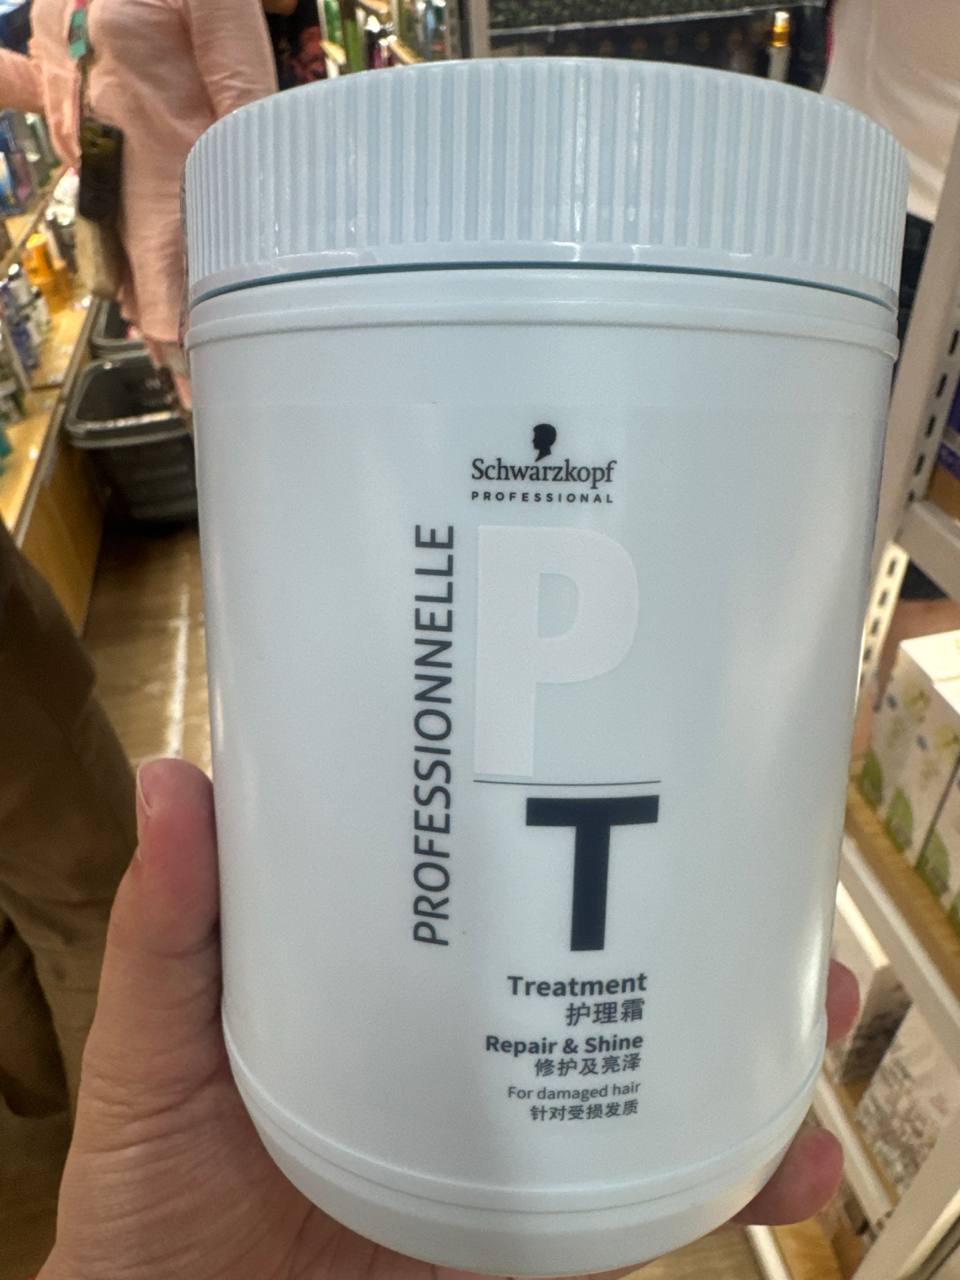 Schwarzkopf
PROFESSIONAL
PROFESSIONNELLE
P
T
Treatment
护理霜
Repair & Shine
修护及亮泽
For damaged hair
针对受损发质